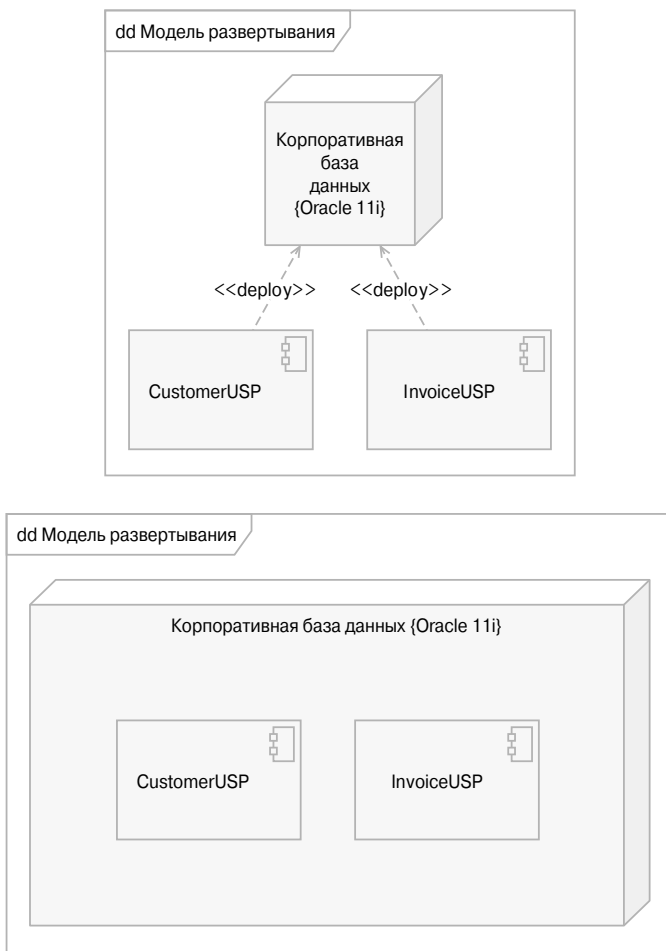 dd Модель развертывания
Корпоративная
база
данных
{Oracle 11i}
<<deploy>> <<deploy>>
CustomerUSP InvoiceUSP
dd Модель развертывания
Корпоративная база данных {Oracle 11i}
CustomerUSP InvoiceUSP